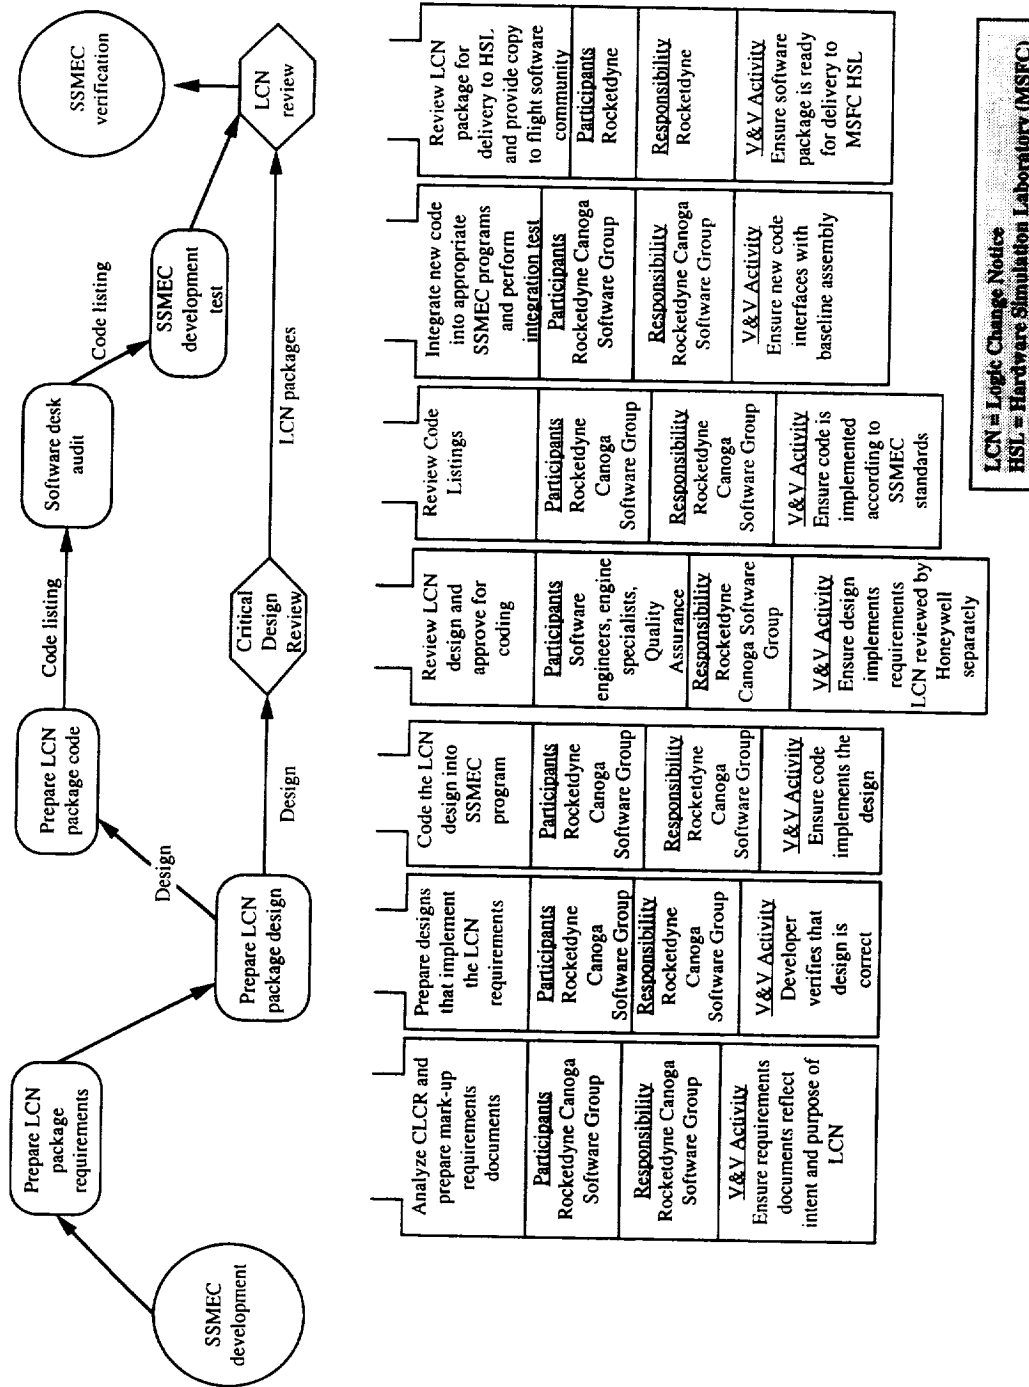 SSMEC
development
Prepare LCN
package
requirements
Prepare LCN
package design
Design
Prepare LCN
package code
Design
Code listing
Critical
Design
Review
Software desk
audit
Code listing
LCN packages
SSMEC
development
test
LCN
review
SSMEC
verification
Analyze CLCR and
prepare mark-up
requirements
documents
Participants
Rocketdyne Canoga
Software Group
Responsibility
Rocketdyne Canoga
Software Group
V&V Activity
Ensure requirements
documents reflect
intent and purpose of
LCN
Prepare designs
that implement
the LCN
requirements
Participants
Rocketdyne
Canoga
Software Group
Responsibility
Rocketdyne
Canoga
Software Group
V&V Activity
Developer
verifies that
design is
correct
Code the LCN
design into
SSMEC
program
Participants
Rocketdyne
Canoga
Software Group
Responsibility
Rocketdyne
Canoga
Software Group
V&V Activity
Ensure code
implements the
design
Review LCN
design and
approve for
coding
Participants
Software
engineers, engine
specialists,
Quality
Assurance
Responsibility
Rocketdyne
Canoga Software
Group
V&V Activity
Ensure design
implements
requirements
LCN reviewed by
Honeywell
separately
Review Code
Listings
Participants
Rocketdyne
Canoga
Software Group
Responsibility
Rocketdyne
Canoga
Software Group
V&V Activity
Ensure code is
implemented
according to
SSMEC
standards
Integrate new code
into appropriate
SSMEC programs
and perform
integration test
Participants
Rocketdyne Canoga
Software Group
Responsibility
Rocketdyne Canoga
Software Group
V&V Activity
Ensure new code
interfaces with
baseline assembly
Review LCN
package for
delivery to HSL
and provide copy
to flight software
community
Participants
Rocketdyne
Responsibility
Rocketdyne
V&V Activity
Ensure software
package is ready
for delivery to
MSFC HSL
LCN = Logic Change Notice
HSL = Hardware Simulation Laboratory (MSFC)